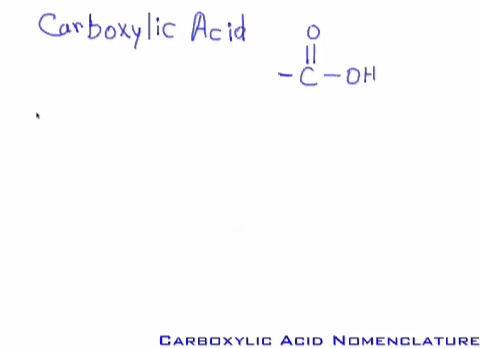 Carboxylic Acid
O
||
-C-OH
CARBOXYLIC ACID NOMENCLATURE